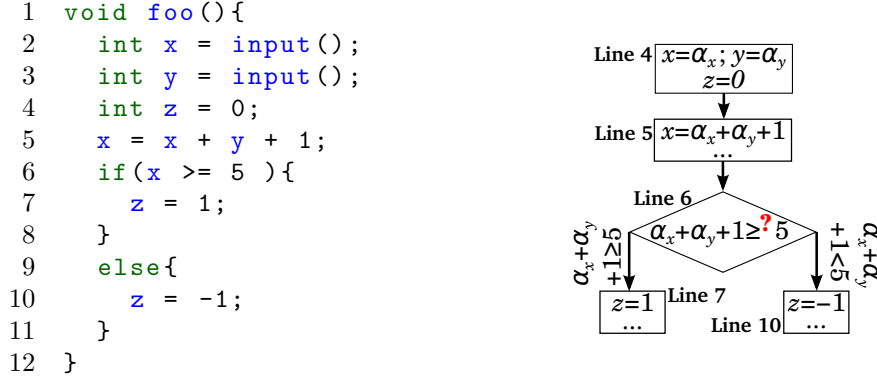 1 void foo(){
2 int x = input();
3 int y = input();
4 int z = 0;
5 x = x + y + 1;
6 if(x >= 5 ){
7 z = 1;
8 }
9 else{
10 z = -1;
11 }
12 }
Line 4 x=αx; y=αy
z=0
Line 5 x=αx+αy+1
...
Line 6
αx+αy+1≥? 5
αx+αy
+1≥5
αx+αy
+1<5
z=1 Line 7
...
z=−1
Line 10 ...